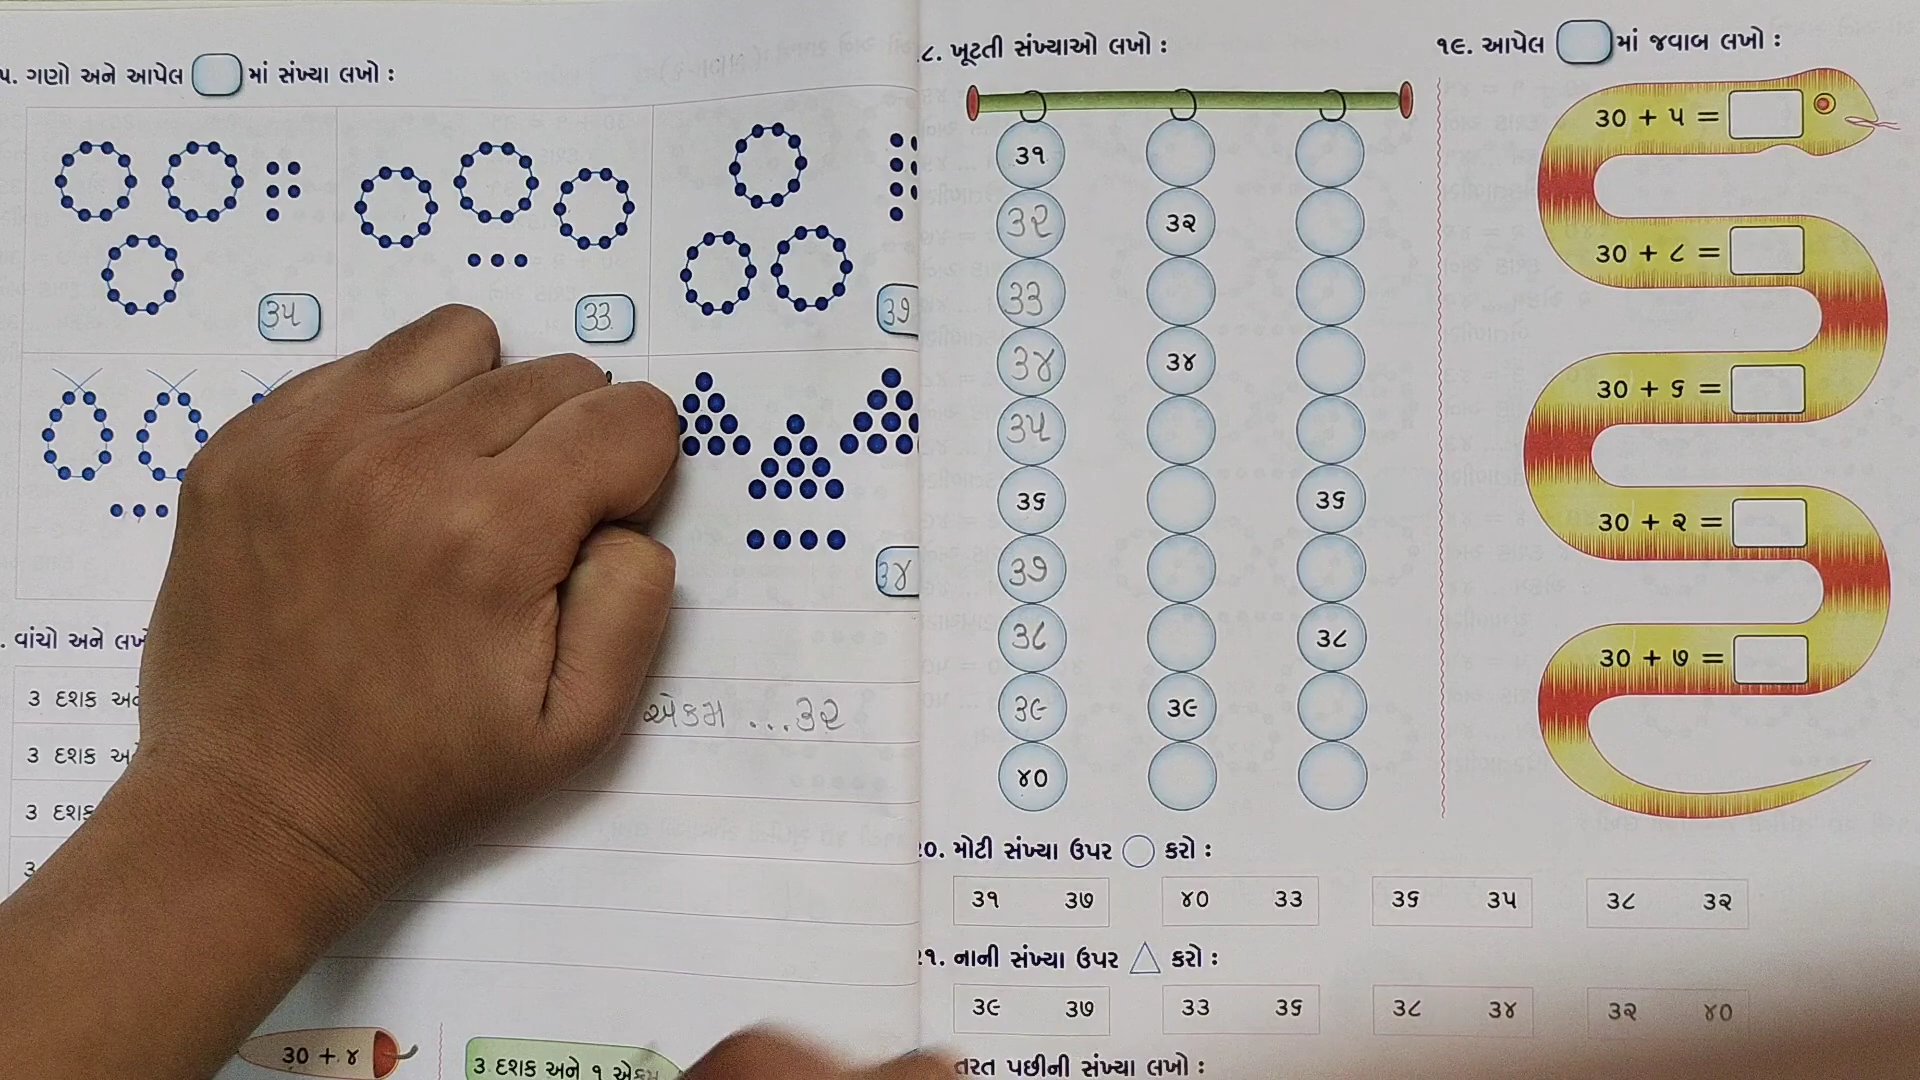 ૫. ગણો અને આપેલ માં સંખ્યા લખો :
૩૫
૩૩
૩૭
૩૪
વાંચો અને લખો
૩ દશક અને
એકમ ...૩૨
૩ દશક
૩ દશક
૩
૩૦ + ૪
૩ દશક અને ૧ એકમ
૮. ખૂટતી સંખ્યાઓ લખો :
૩૧
૩૨ ૩૨
૩૩
૩૪ ૩૪
૩૫
૩૬ ૩૬
૩૭
૩૮ ૩૮
૩૯ ૩૯
૪૦
૧૯. આપેલ માં જવાબ લખો :
૩૦ + ૫ =
૩૦ + ૮ =
૩૦ + ૬ =
૩૦ + ૨ =
૩૦ + ૭ =
૨૦. મોટી સંખ્યા ઉપર કરો :
૩૧ ૩૭ ૪૦ ૩૩ ૩૬ ૩૫ ૩૮ ૩૨
૨૧. નાની સંખ્યા ઉપર કરો :
૩૯ ૩૭ ૩૩ ૩૬ ૩૮ ૩૪ ૩૨ ૪૦
તરત પછીની સંખ્યા લખો :